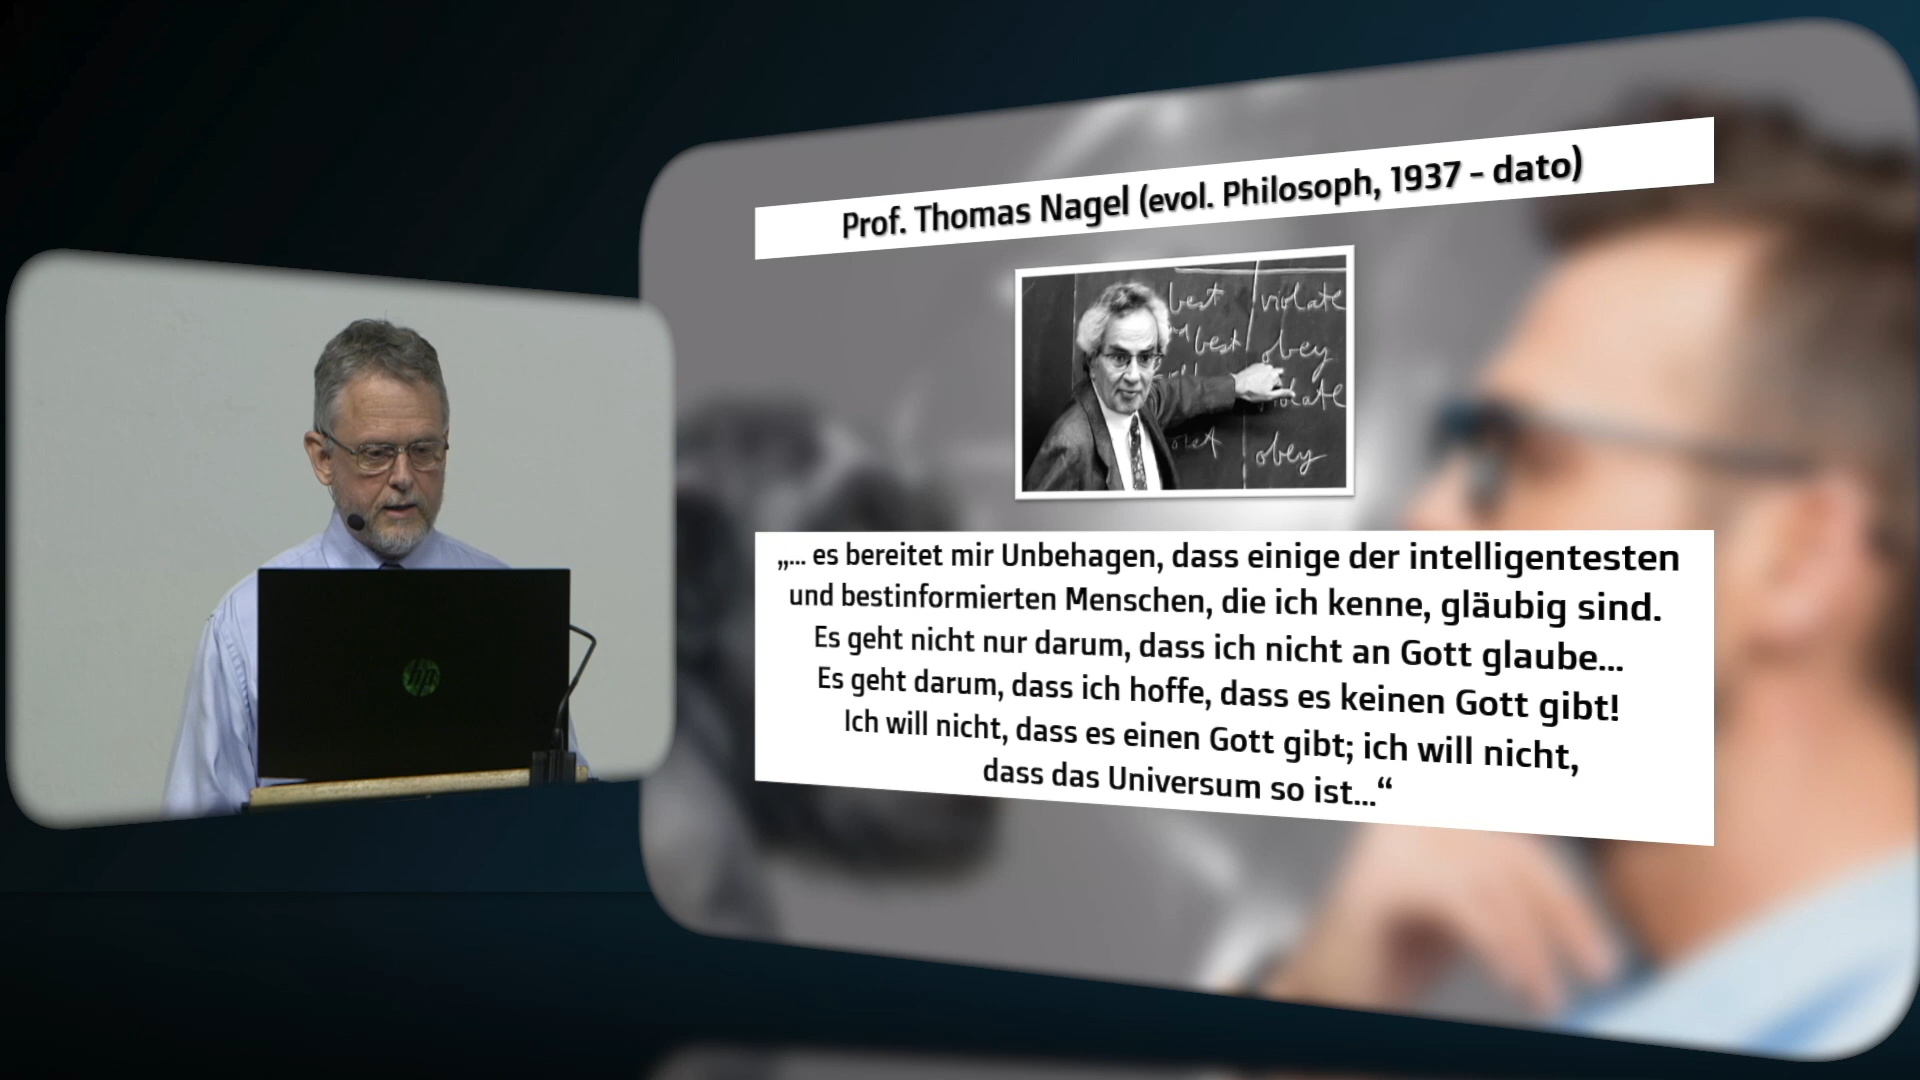 Prof. Thomas Nagel (evol. Philosoph, 1937 - dato)
best violate
best obey
violate
obey
„... es bereitet mir Unbehagen, dass einige der intelligentesten
und bestinformierten Menschen, die ich kenne, gläubig sind.
Es geht nicht nur darum, dass ich nicht an Gott glaube...
Es geht darum, dass ich hoffe, dass es keinen Gott gibt!
Ich will nicht, dass es einen Gott gibt; ich will nicht,
dass das Universum so ist...“
hp